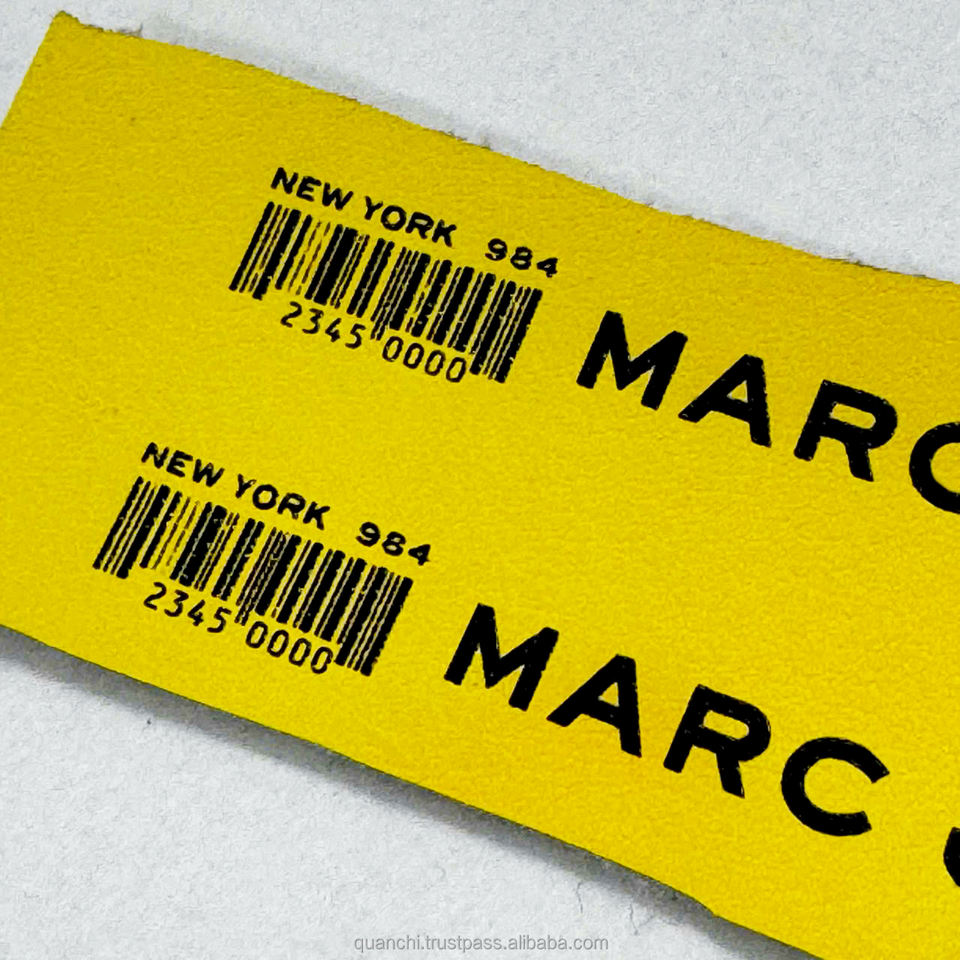 NEW YORK 984
2345 0000
MARC
NEW YORK 984
2345 0000
MARC J
quanchi.trustpass.alibaba.com